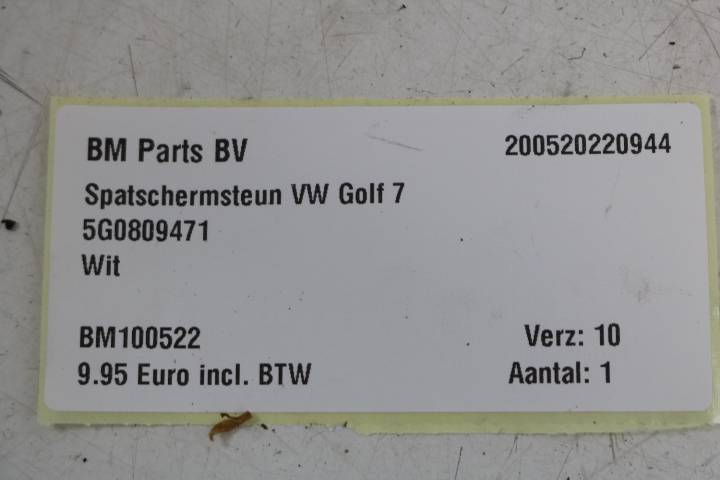 BM Parts BV 200520220944
Spatschermsteun VW Golf 7
5G0809471
Wit
BM100522 Verz: 10
9.95 Euro incl. BTW Aantal: 1